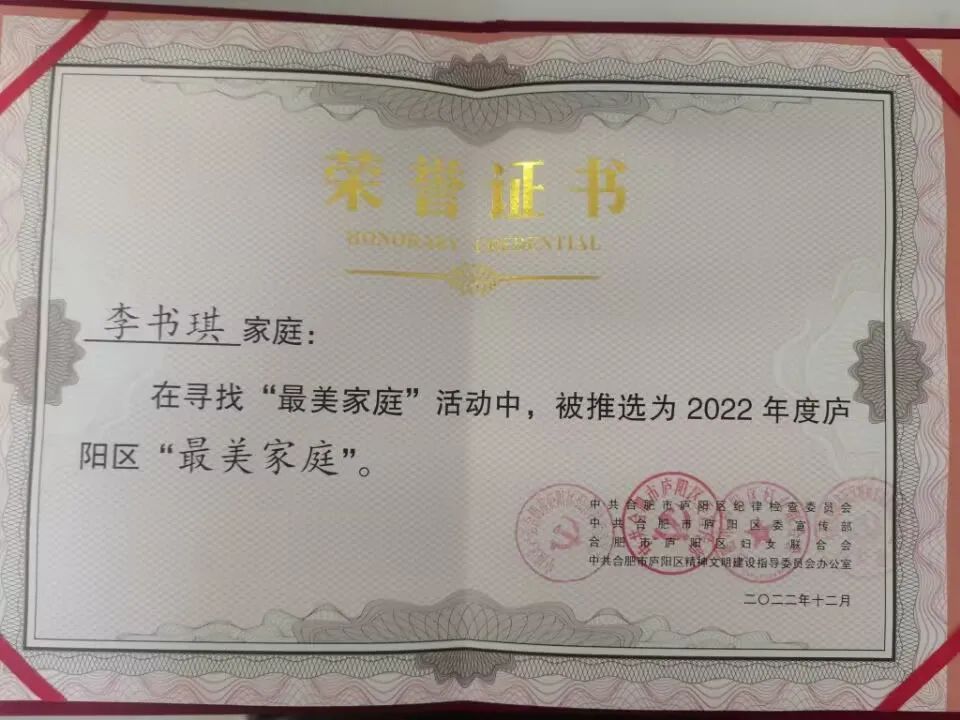 荣誉证书
HONORARY CREDENTIAL
李书琪 家庭：
在寻找“最美家庭”活动中，被推选为 2022 年度庐
阳区“最美家庭”。
中共合肥市庐阳区纪律检查委员会
中共合肥市庐阳区委宣传部
合肥市庐阳区妇女联合会
中共合肥市庐阳区精神文明建设指导委员会办公室
二〇二二年十二月